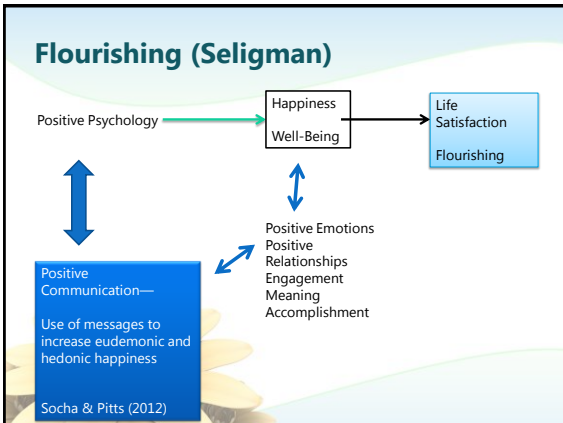 Flourishing (Seligman)
Positive Psychology
Happiness
Well-Being
Life
Satisfaction
Flourishing
Positive Emotions
Positive
Relationships
Engagement
Meaning
Accomplishment
Positive
Communication—
Use of messages to
increase eudemonic and
hedonic happiness
Socha & Pitts (2012)